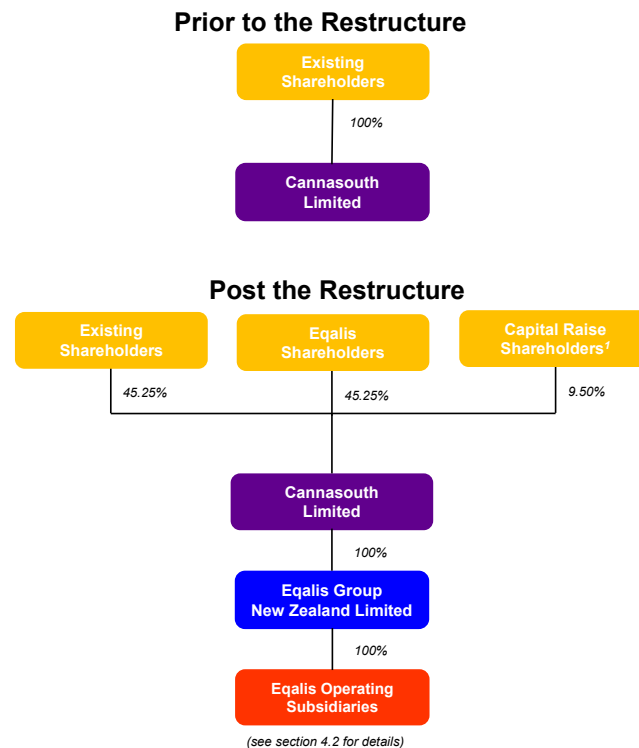 Prior to the Restructure
Existing
Shareholders
100%
Cannasouth
Limited
Post the Restructure
Existing
Shareholders
Eqalis
Shareholders
Capital Raise
Shareholders¹
45.25%
45.25%
9.50%
Cannasouth
Limited
100%
Eqalis Group
New Zealand Limited
100%
Eqalis Operating
Subsidiaries
(see section 4.2 for details)